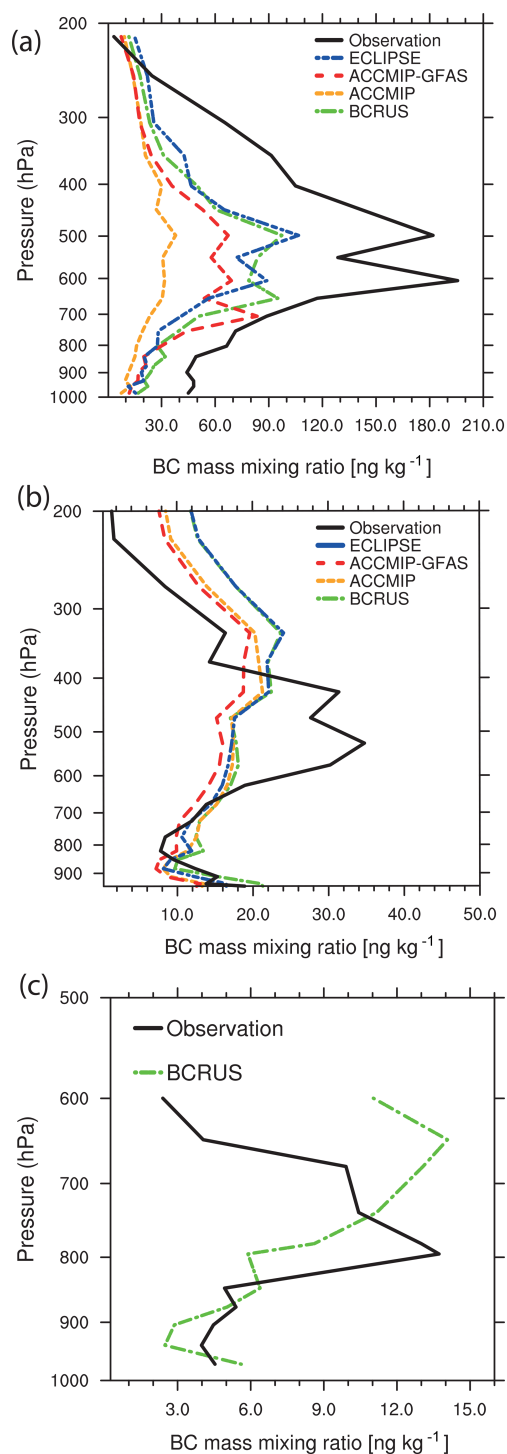 (a)
200
300
400
500
600
700
800
900
1000
Pressure (hPa)
Observation
ECLIPSE
ACCMIP-GFAS
ACCMIP
BCRUS
30.0 60.0 90.0 120.0 150.0 180.0 210.0
BC mass mixing ratio [ng kg⁻¹]
(b)
200
300
400
500
600
700
800
900
Pressure (hPa)
Observation
ECLIPSE
ACCMIP-GFAS
ACCMIP
BCRUS
10.0 20.0 30.0 40.0 50.0
BC mass mixing ratio [ng kg⁻¹]
(c)
500
600
700
800
900
1000
Pressure (hPa)
Observation
BCRUS
3.0 6.0 9.0 12.0 15.0
BC mass mixing ratio [ng kg⁻¹]